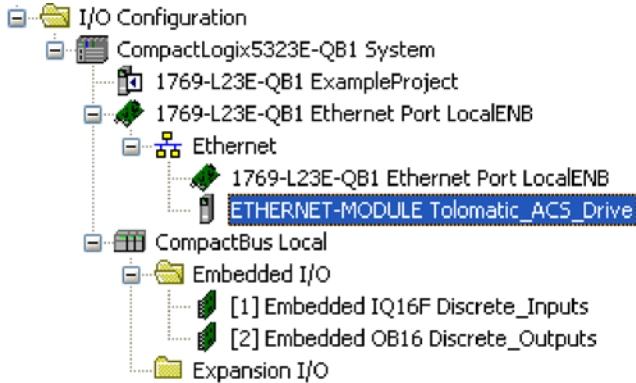 I/O Configuration
CompactLogix5323E-QB1 System
1769-L23E-QB1 ExampleProject
1769-L23E-QB1 Ethernet Port LocalENB
Ethernet
1769-L23E-QB1 Ethernet Port LocalENB
ETHERNET-MODULE Tolomatic_ACS_Drive
CompactBus Local
Embedded I/O
[1] Embedded IQ16F Discrete_Inputs
[2] Embedded OB16 Discrete_Outputs
Expansion I/O